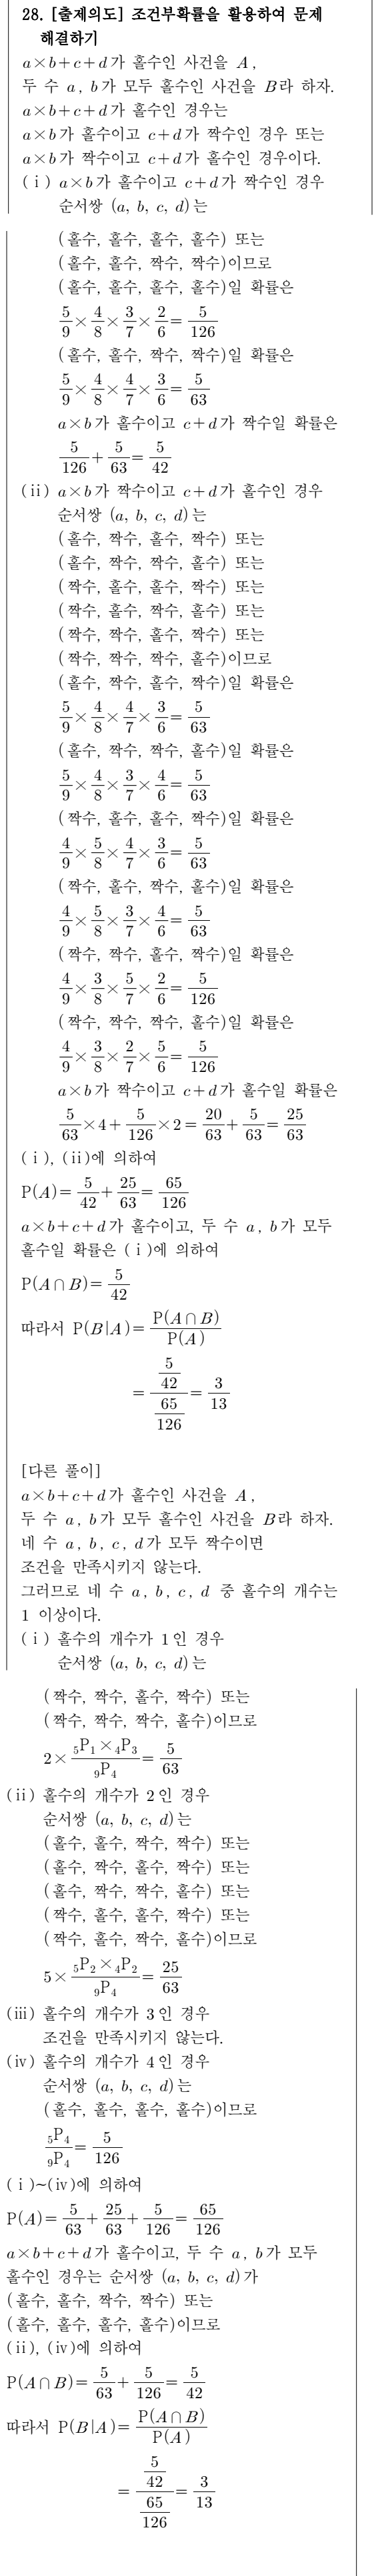 28. [출제의도] 조건부확률을 활용하여 문제
해결하기
a×b+c+d가 홀수인 사건을 A,
두 수 a, b가 모두 홀수인 사건을 B라 하자.
a×b+c+d가 홀수인 경우는
a×b가 홀수이고 c+d가 짝수인 경우 또는
a×b가 짝수이고 c+d가 홀수인 경우이다.
(ⅰ) a×b가 홀수이고 c+d가 짝수인 경우
순서쌍 (a, b, c, d)는
(홀수, 홀수, 홀수, 홀수) 또는
(홀수, 홀수, 짝수, 짝수)이므로
(홀수, 홀수, 홀수, 홀수)일 확률은
5/9×4/8×3/7×2/6=5/126
(홀수, 홀수, 짝수, 짝수)일 확률은
5/9×4/8×4/7×3/6=5/63
a×b가 홀수이고 c+d가 짝수일 확률은
5/126+5/63=5/42
(ⅱ) a×b가 짝수이고 c+d가 홀수인 경우
순서쌍 (a, b, c, d)는
(홀수, 짝수, 홀수, 짝수) 또는
(홀수, 짝수, 짝수, 홀수) 또는
(짝수, 홀수, 홀수, 짝수) 또는
(짝수, 홀수, 짝수, 홀수) 또는
(짝수, 짝수, 홀수, 짝수) 또는
(짝수, 짝수, 짝수, 홀수)이므로
(홀수, 짝수, 홀수, 짝수)일 확률은
5/9×4/8×4/7×3/6=5/63
(홀수, 짝수, 짝수, 홀수)일 확률은
5/9×4/8×3/7×4/6=5/63
(짝수, 홀수, 홀수, 짝수)일 확률은
4/9×5/8×4/7×3/6=5/63
(짝수, 홀수, 짝수, 홀수)일 확률은
4/9×5/8×3/7×4/6=5/63
(짝수, 짝수, 홀수, 짝수)일 확률은
4/9×3/8×5/7×2/6=5/126
(짝수, 짝수, 짝수, 홀수)일 확률은
4/9×3/8×2/7×5/6=5/126
a×b가 짝수이고 c+d가 홀수일 확률은
5/63×4+5/126×2=20/63+5/63=25/63
(ⅰ), (ⅱ)에 의하여
P(A)=5/42+25/63=65/126
a×b+c+d가 홀수이고, 두 수 a, b가 모두
홀수일 확률은 (ⅰ)에 의하여
P(A∩B)=5/42
따라서 P(B|A)=P(A∩B)/P(A)
=(5/42)/(65/126)=3/13
[다른 풀이]
a×b+c+d가 홀수인 사건을 A,
두 수 a, b가 모두 홀수인 사건을 B라 하자.
네 수 a, b, c, d가 모두 짝수이면
조건을 만족시키지 않는다.
그러므로 네 수 a, b, c, d 중 홀수의 개수는
1 이상이다.
(ⅰ) 홀수의 개수가 1인 경우
순서쌍 (a, b, c, d)는
(짝수, 짝수, 홀수, 짝수) 또는
(짝수, 짝수, 짝수, 홀수)이므로
2×(₅P₁×₄P₃)/₉P₄=5/63
(ⅱ) 홀수의 개수가 2인 경우
순서쌍 (a, b, c, d)는
(홀수, 홀수, 짝수, 짝수) 또는
(홀수, 짝수, 홀수, 짝수) 또는
(홀수, 짝수, 짝수, 홀수) 또는
(짝수, 홀수, 홀수, 짝수) 또는
(짝수, 홀수, 짝수, 홀수)이므로
5×(₅P₂×₄P₂)/₉P₄=25/63
(ⅲ) 홀수의 개수가 3인 경우
조건을 만족시키지 않는다.
(ⅳ) 홀수의 개수가 4인 경우
순서쌍 (a, b, c, d)는
(홀수, 홀수, 홀수, 홀수)이므로
₅P₄/₉P₄=5/126
(ⅰ)~(ⅳ)에 의하여
P(A)=5/63+25/63+5/126=65/126
a×b+c+d가 홀수이고, 두 수 a, b가 모두
홀수인 경우는 순서쌍 (a, b, c, d)가
(홀수, 홀수, 짝수, 짝수) 또는
(홀수, 홀수, 홀수, 홀수)이므로
(ⅱ), (ⅳ)에 의하여
P(A∩B)=5/63+5/126=5/42
따라서 P(B|A)=P(A∩B)/P(A)
=(5/42)/(65/126)=3/13